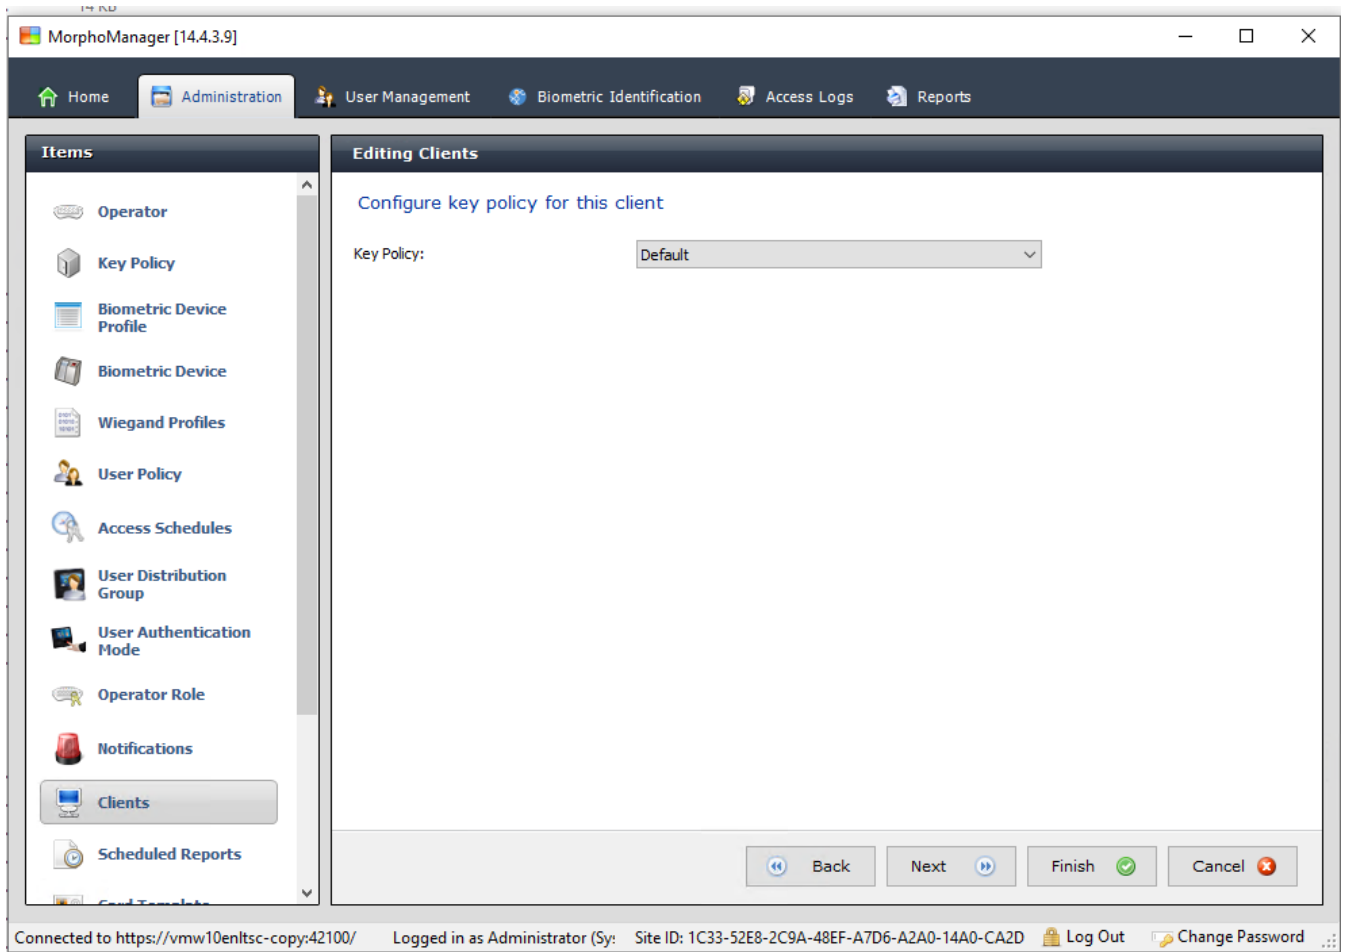 14 KB
MorphoManager [14.4.3.9]
Home
Administration
User Management
Biometric Identification
Access Logs
Reports
Items
Operator
Key Policy
Biometric Device
Profile
Biometric Device
Wiegand Profiles
User Policy
Access Schedules
User Distribution
Group
User Authentication
Mode
Operator Role
Notifications
Clients
Scheduled Reports
Card Template
Editing Clients
Configure key policy for this client
Key Policy:
Default
Back
Next
Finish
Cancel
Connected to https://vmw10enltsc-copy:42100/
Logged in as Administrator (Sy
Site ID: 1C33-52E8-2C9A-48EF-A7D6-A2A0-14A0-CA2D
Log Out
Change Password